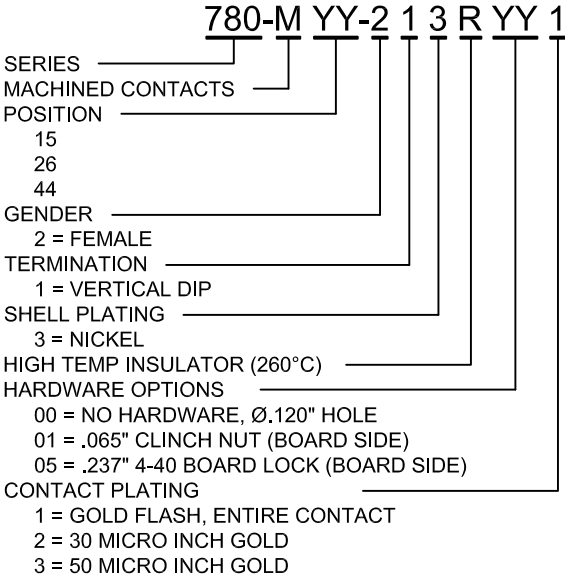 780-M YY-2 1 3 R YY 1
SERIES
MACHINED CONTACTS
POSITION
15
26
44
GENDER
2 = FEMALE
TERMINATION
1 = VERTICAL DIP
SHELL PLATING
3 = NICKEL
HIGH TEMP INSULATOR (260°C)
HARDWARE OPTIONS
00 = NO HARDWARE, Ø.120" HOLE
01 = .065" CLINCH NUT (BOARD SIDE)
05 = .237" 4-40 BOARD LOCK (BOARD SIDE)
CONTACT PLATING
1 = GOLD FLASH, ENTIRE CONTACT
2 = 30 MICRO INCH GOLD
3 = 50 MICRO INCH GOLD